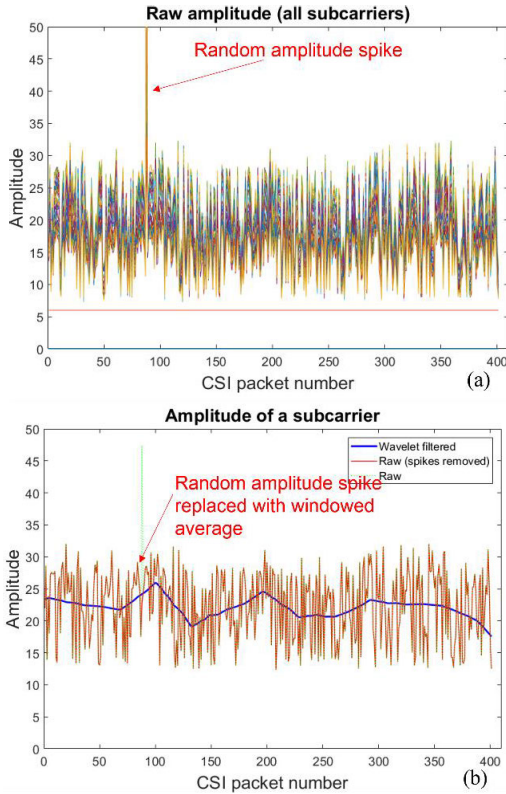 Raw amplitude (all subcarriers)
50
45
40
35
30
25
20
15
10
5
0
Amplitude
Random amplitude spike
0
50
100
150
200
250
300
350
400
CSI packet number
(a)
Amplitude of a subcarrier
50
45
40
35
30
25
20
15
10
5
0
Amplitude
Wavelet filtered
Raw (spikes removed)
Raw
Random amplitude spike
replaced with windowed
average
0
50
100
150
200
250
300
350
400
CSI packet number
(b)